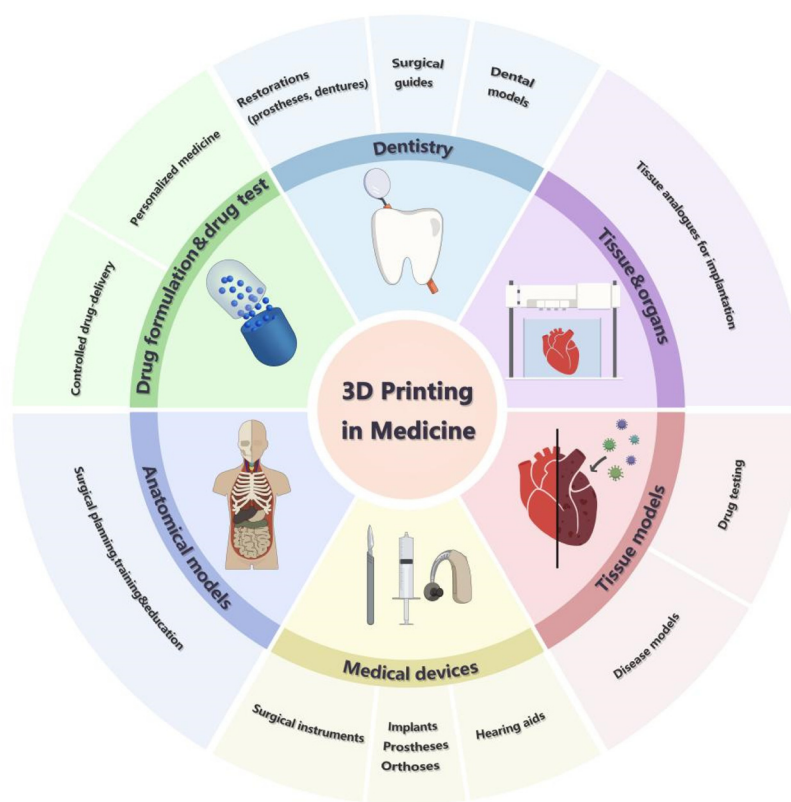 Restorations
(prostheses, dentures)
Surgical
guides
Dental
models
Dentistry
Personalized medicine
Controlled drug-delivery
Drug formulation&drug test
Tissue analogues for implantation
Tissue&organs
3D Printing
in Medicine
Anatomical models
Surgical planning,training&education
Tissue models
Drug testing
Disease models
Medical devices
Surgical instruments
Implants
Prostheses
Orthoses
Hearing aids